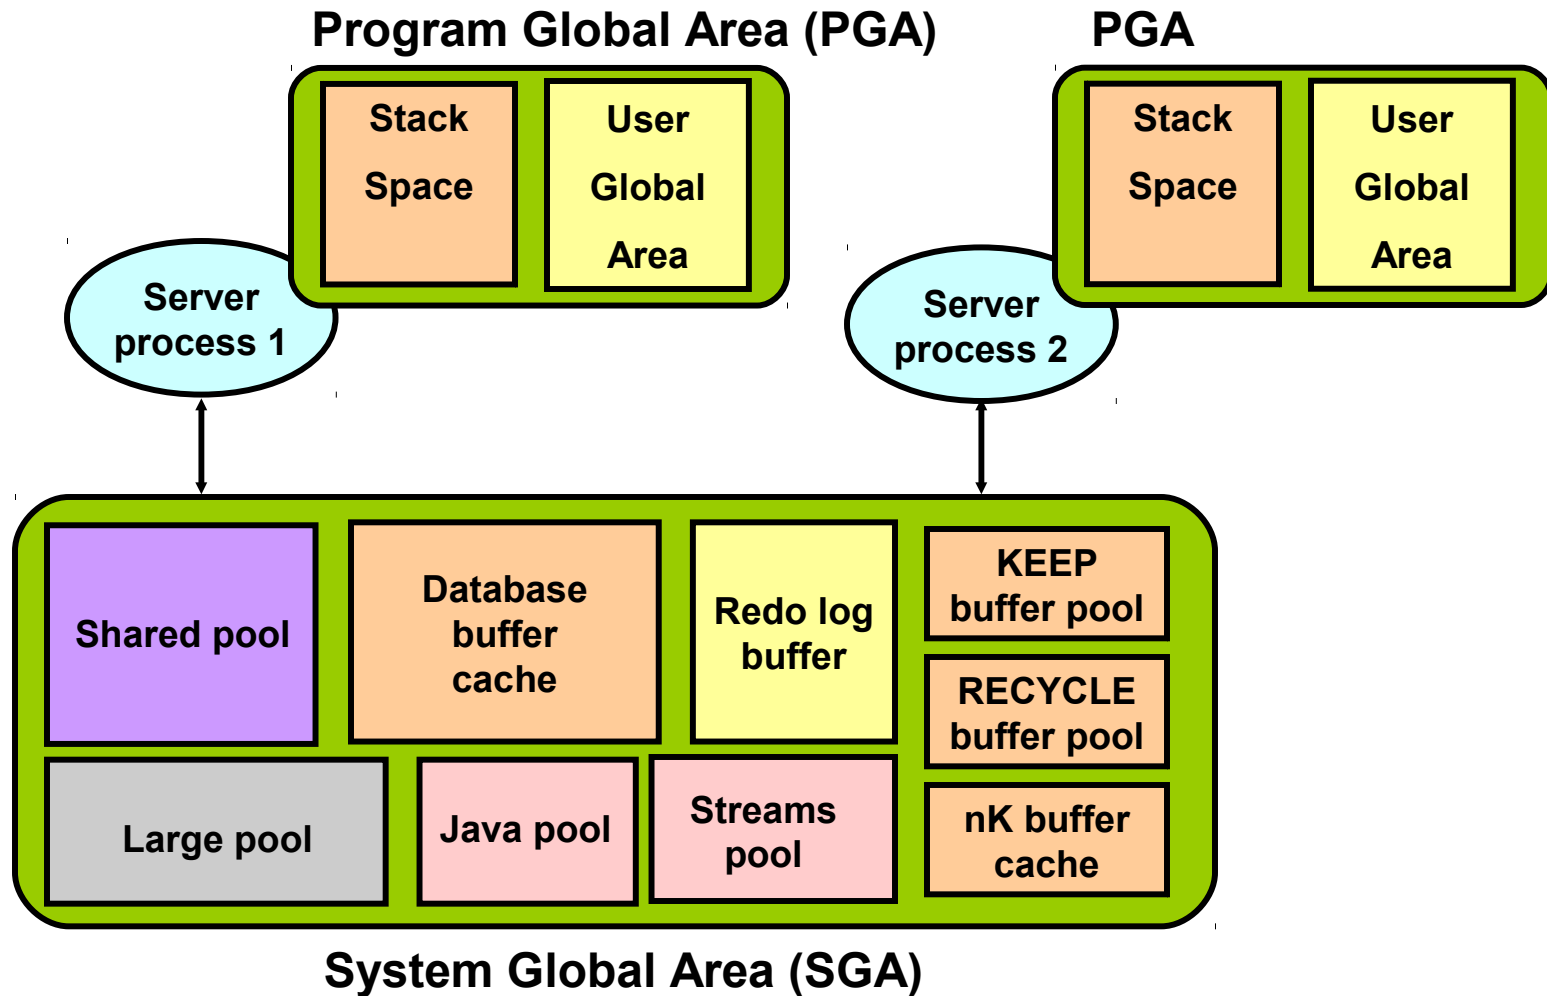 Program Global Area (PGA)
PGA
Stack
Space
User
Global
Area
Stack
Space
User
Global
Area
Server
process 1
Server
process 2
Shared pool
Database
buffer
cache
Redo log
buffer
KEEP
buffer pool
RECYCLE
buffer pool
Large pool
Java pool
Streams
pool
nK buffer
cache
System Global Area (SGA)